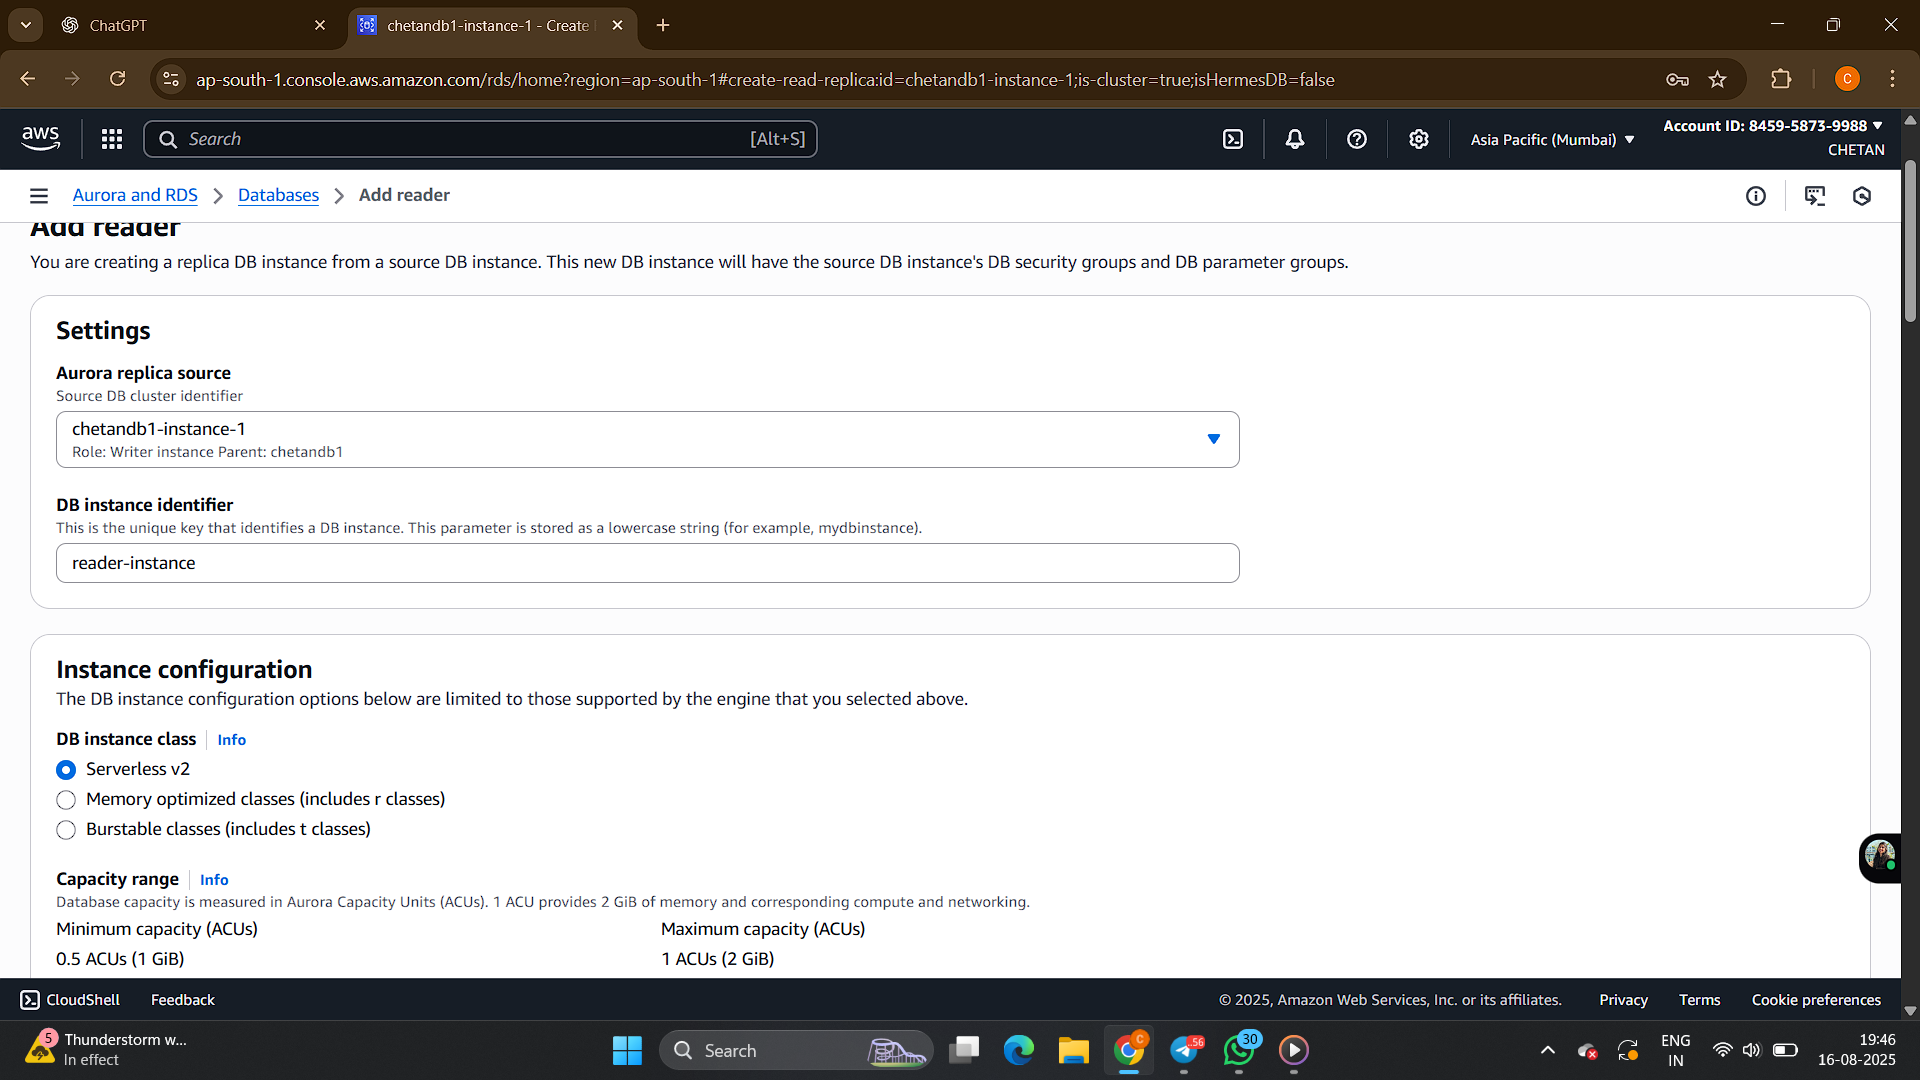 ChatGPT
chetandb1-instance-1 - Create
ap-south-1.console.aws.amazon.com/rds/home?region=ap-south-1#create-read-replica:id=chetandb1-instance-1;is-cluster=true;isHermesDB=false
C
aws
Search
[Alt+S]
Asia Pacific (Mumbai)
Account ID: 8459-5873-9988
CHETAN
Aurora and RDS
Databases
Add reader
Add reader
You are creating a replica DB instance from a source DB instance. This new DB instance will have the source DB instance's DB security groups and DB parameter groups.
Settings
Aurora replica source
Source DB cluster identifier
chetandb1-instance-1
Role: Writer instance Parent: chetandb1
DB instance identifier
This is the unique key that identifies a DB instance. This parameter is stored as a lowercase string (for example, mydbinstance).
reader-instance
Instance configuration
The DB instance configuration options below are limited to those supported by the engine that you selected above.
DB instance class Info
Serverless v2
Memory optimized classes (includes r classes)
Burstable classes (includes t classes)
Capacity range Info
Database capacity is measured in Aurora Capacity Units (ACUs). 1 ACU provides 2 GiB of memory and corresponding compute and networking.
Minimum capacity (ACUs)
Maximum capacity (ACUs)
0.5 ACUs (1 GiB)
1 ACUs (2 GiB)
CloudShell
Feedback
© 2025, Amazon Web Services, Inc. or its affiliates.
Privacy
Terms
Cookie preferences
5
Thunderstorm w...
In effect
Search
C
56
30
ENG
IN
19:46
16-08-2025